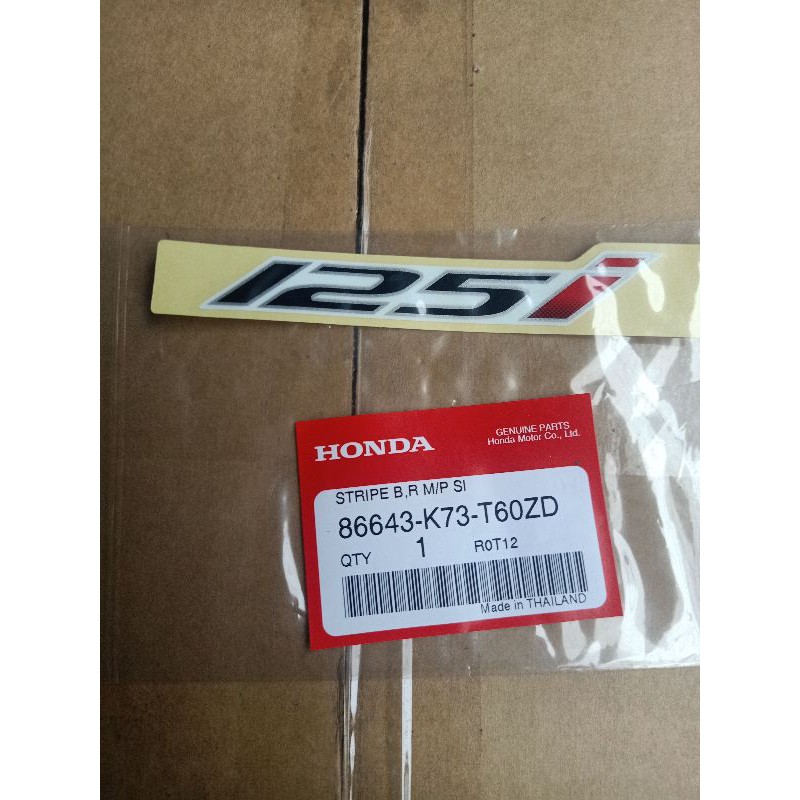 125i
HONDA
GENUINE PARTS
Honda Motor Co., Ltd.
STRIPE B,R M/P SI
86643-K73-T60ZD
QTY 1 R0T12
Made in THAILAND